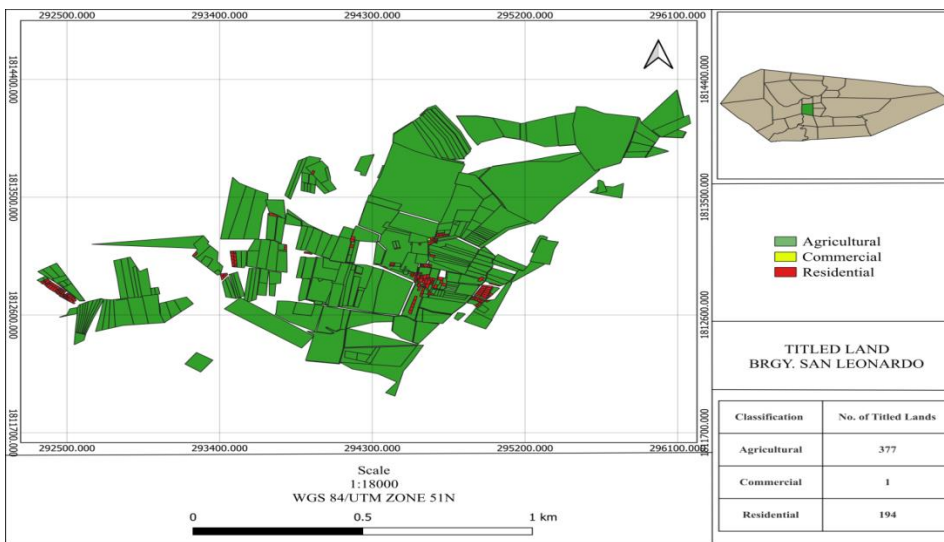 292500.000 293400.000 294300.000 295200.000 296100.000
1814400.000 1814400.000
1813500.000 1813500.000
1812600.000 1812600.000
1811700.000 1811700.000
292500.000 293400.000 294300.000 295200.000 296100.000
Scale
1:18000
WGS 84/UTM ZONE 51N
0 0.5 1 km
Agricultural
Commercial
Residential
TITLED LAND
BRGY. SAN LEONARDO
Classification No. of Titled Lands
Agricultural 377
Commercial 1
Residential 194